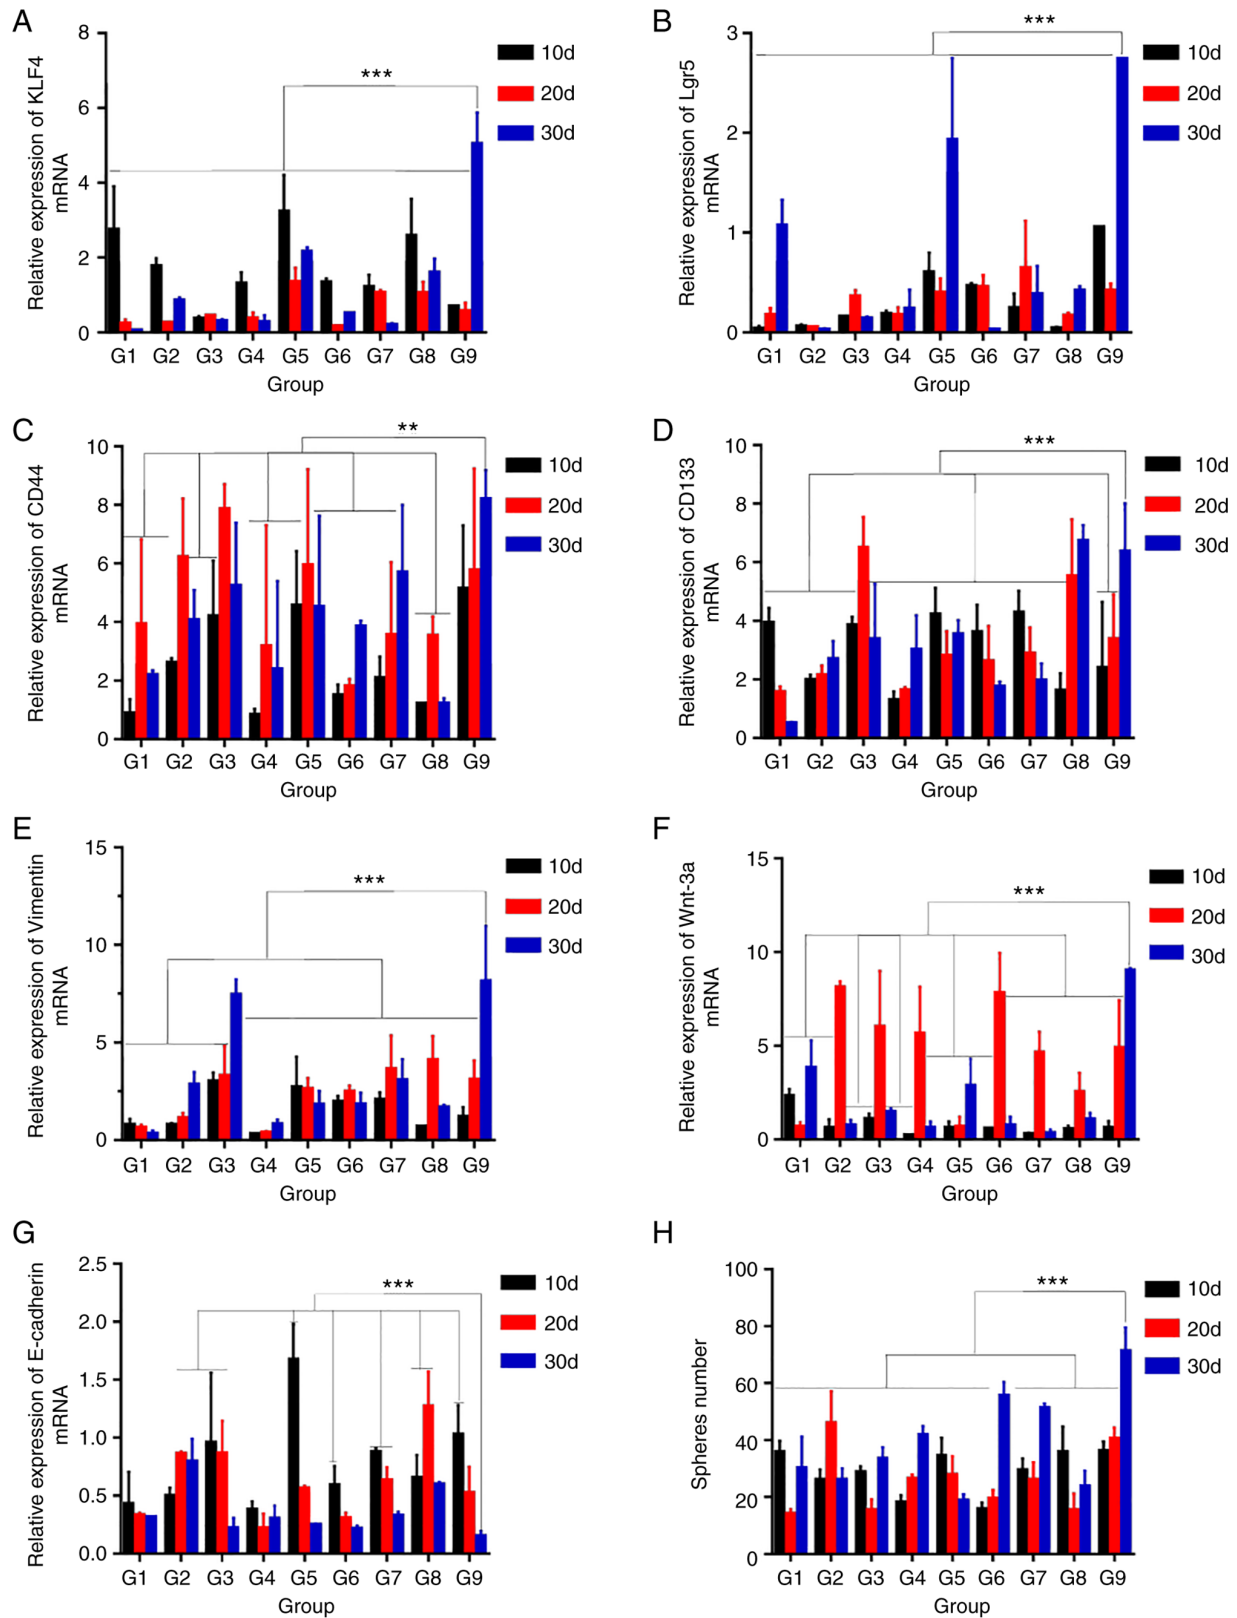 A
Relative expression of KLF4
mRNA
8
6
4
2
0
***
10d
20d
30d
G1 G2 G3 G4 G5 G6 G7 G8 G9
Group
B
Relative expression of Lgr5
mRNA
3
2
1
0
***
10d
20d
30d
G1 G2 G3 G4 G5 G6 G7 G8 G9
Group
C
Relative expression of CD44
mRNA
10
8
6
4
2
0
**
10d
20d
30d
G1 G2 G3 G4 G5 G6 G7 G8 G9
Group
D
Relative expression of CD133
mRNA
10
8
6
4
2
0
***
10d
20d
30d
G1 G2 G3 G4 G5 G6 G7 G8 G9
Group
E
Relative expression of Vimentin
mRNA
15
10
5
0
***
10d
20d
30d
G1 G2 G3 G4 G5 G6 G7 G8 G9
Group
F
Relative expression of Wnt-3a
mRNA
15
10
5
0
***
10d
20d
30d
G1 G2 G3 G4 G5 G6 G7 G8 G9
Group
G
Relative expression of E-cadherin
mRNA
2.5
2.0
1.5
1.0
0.5
0.0
***
10d
20d
30d
G1 G2 G3 G4 G5 G6 G7 G8 G9
Group
H
Spheres number
100
80
60
40
20
0
***
10d
20d
30d
G1 G2 G3 G4 G5 G6 G7 G8 G9
Group